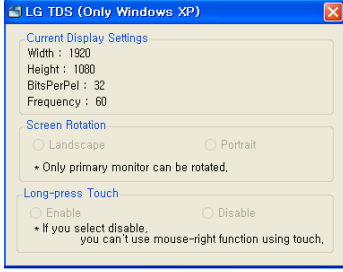 LG TDS (Only Windows XP)
Current Display Settings
Width : 1920
Height : 1080
BitsPerPel : 32
Frequency : 60
Screen Rotation
Landscape Portrait
* Only primary monitor can be rotated.
Long-press Touch
Enable Disable
* If you select disable,
you can't use mouse-right function using touch.